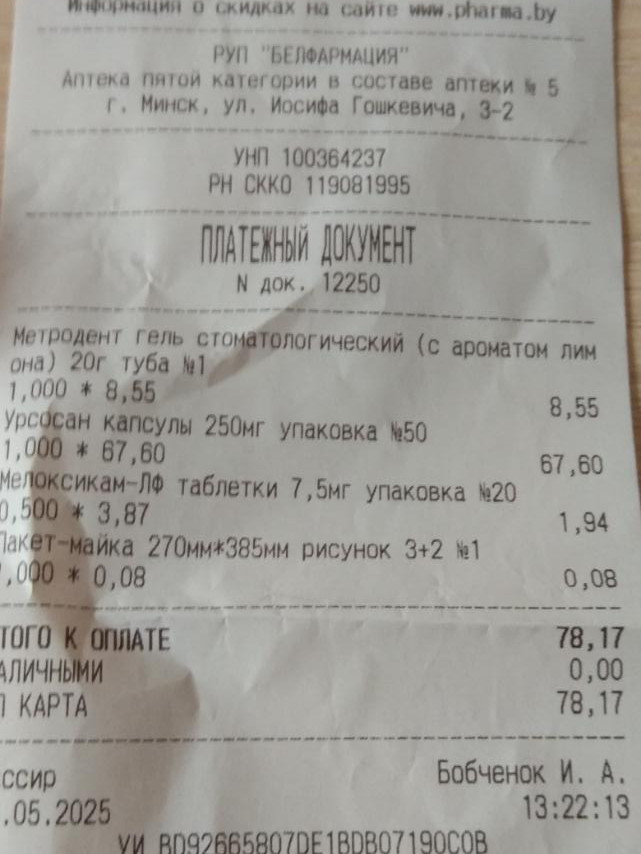 Информация о скидках на сайте www.pharma.by
РУП "БЕЛФАРМАЦИЯ"
Аптека пятой категории в составе аптеки № 5
г. Минск, ул. Иосифа Гошкевича, 3-2
УНП 100364237
РН СККО 119081995
ПЛАТЕЖНЫЙ ДОКУМЕНТ
N док. 12250
Метродент гель стоматологический (с ароматом лим
она) 20г туба №1
1,000 * 8,55
8,55
Урсосан капсулы 250мг упаковка №50
1,000 * 67,60
67,60
Мелоксикам-ЛФ таблетки 7,5мг упаковка №20
0,500 * 3,87
1,94
Пакет-майка 270мм*385мм рисунок 3+2 №1
,000 * 0,08
0,08
ТОГО К ОПЛАТЕ 78,17
АЛИЧНЫМИ 0,00
П КАРТА 78,17
ссир Бобченок И. А.
.05.2025 13:22:13
УИ BD92665807DE1BDB07190C0B